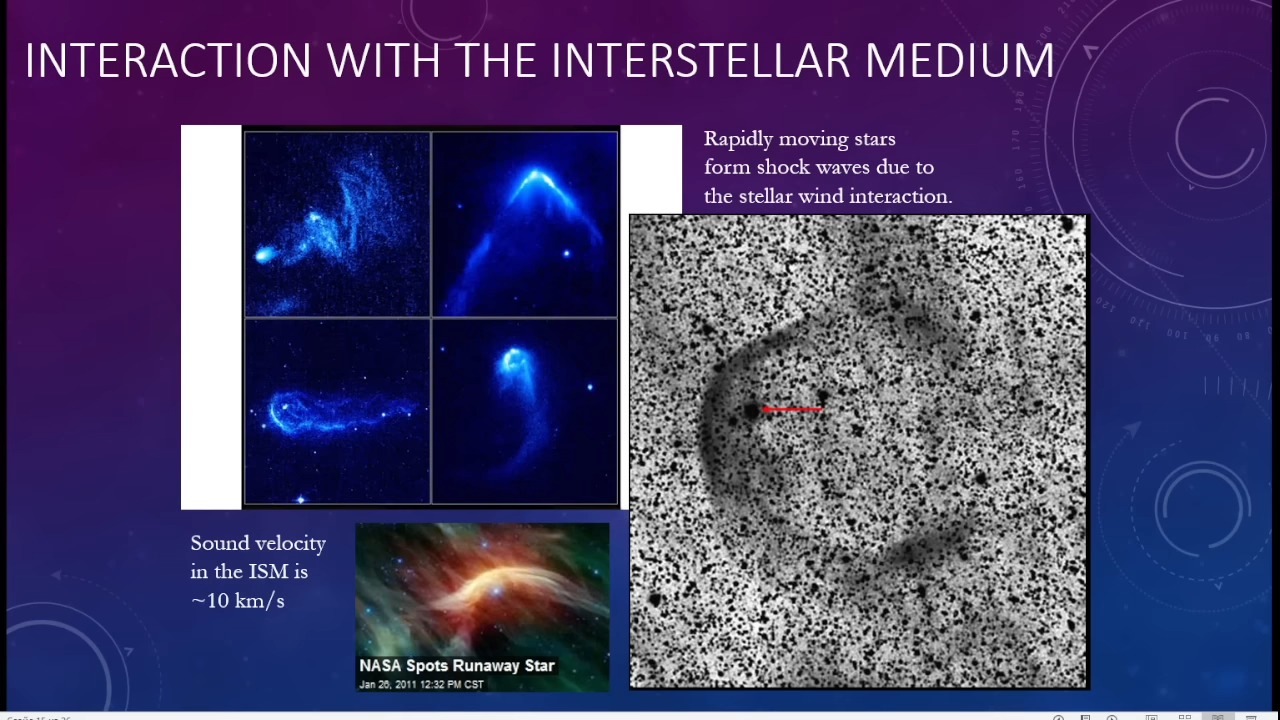 INTERACTION WITH THE INTERSTELLAR MEDIUM
Rapidly moving stars
form shock waves due to
the stellar wind interaction.
Sound velocity
in the ISM is
~10 km/s
NASA Spots Runaway Star
Jan 26, 2011 12:32 PM CST